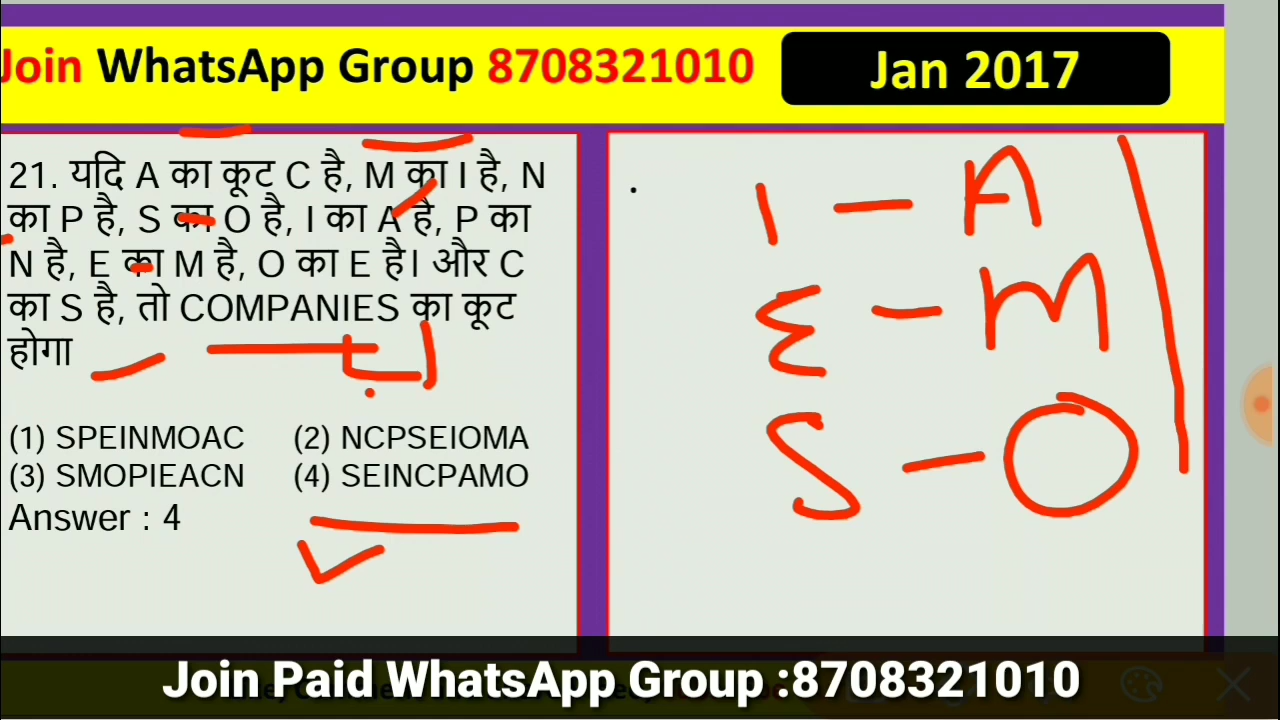 Join WhatsApp Group 8708321010
Jan 2017
21. यदि A का कूट C है, M का I है, N
का P है, S का O है, I का A है, P का
N है, E का M है, O का E है। और C
का S है, तो COMPANIES का कूट
होगा
(1) SPEINMOAC (2) NCPSEIOMA
(3) SMOPIEACN (4) SEINCPAMO
Answer : 4
I – A
E – M
S – O
Join Paid WhatsApp Group :8708321010